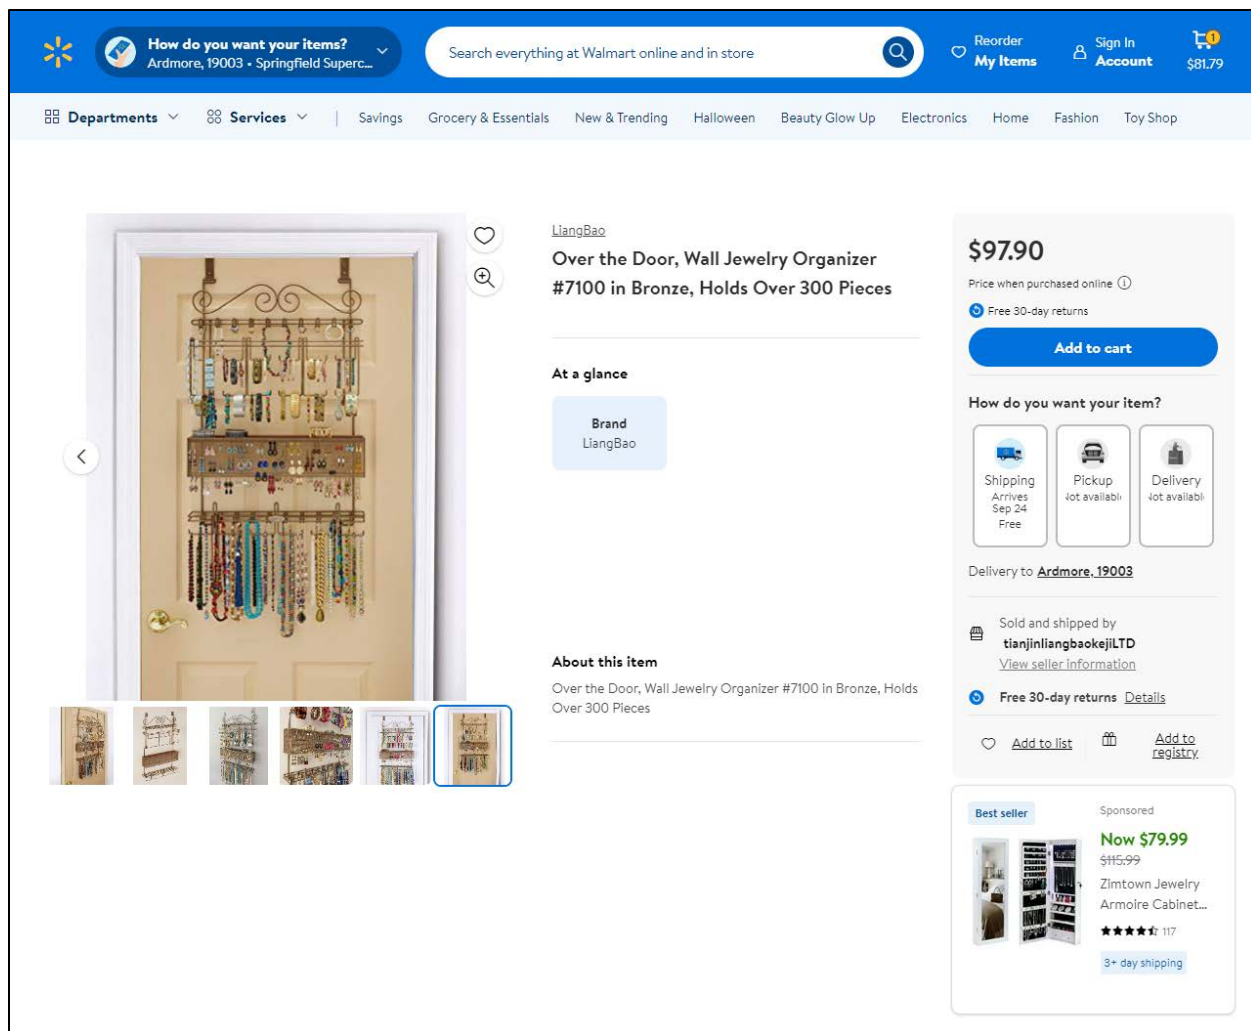 How do you want your items?
Ardmore, 19003 • Springfield Superc...
Search everything at Walmart online and in store
Reorder
My Items
Sign In
Account
1
$81.79
Departments
Services
Savings
Grocery & Essentials
New & Trending
Halloween
Beauty Glow Up
Electronics
Home
Fashion
Toy Shop
LiangBao
Over the Door, Wall Jewelry Organizer
#7100 in Bronze, Holds Over 300 Pieces
At a glance
Brand
LiangBao
About this item
Over the Door, Wall Jewelry Organizer #7100 in Bronze, Holds
Over 300 Pieces
$97.90
Price when purchased online
Free 30-day returns
Add to cart
How do you want your item?
Shipping
Arrives
Sep 24
Free
Pickup
Not available
Delivery
Not available
Delivery to Ardmore, 19003
Sold and shipped by
tianjinliangbaokejiLTD
View seller information
Free 30-day returns Details
Add to list
Add to
registry
Best seller
Sponsored
Now $79.99
$115.99
Zimtown Jewelry
Armoire Cabinet...
117
3+ day shipping